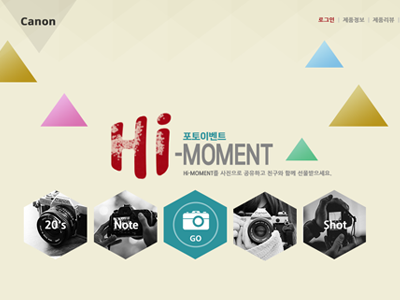 Canon
로그인 | 제품정보 | 제품리뷰 |
포토이벤트
Hi-MOMENT
Hi-MOMENT를 사진으로 공유하고 친구와 함께 선물받으세요.
20's
Note
GO
Shot